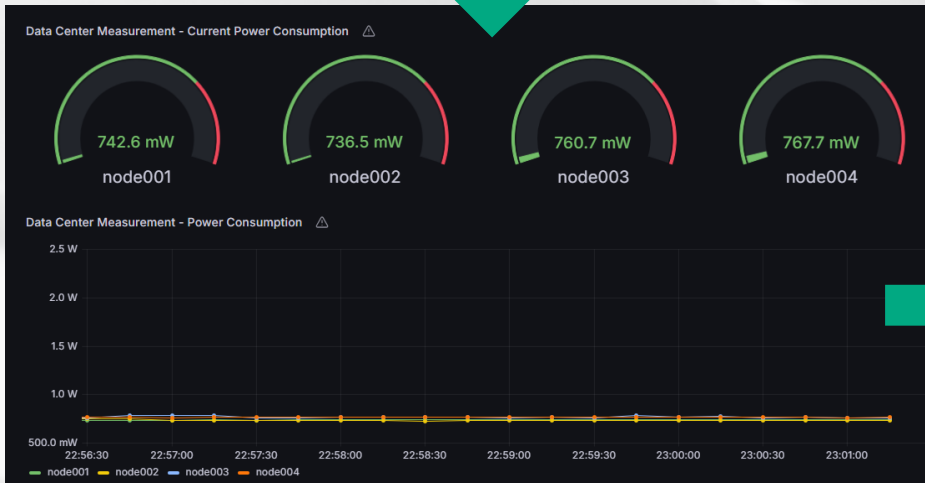 Data Center Measurement - Current Power Consumption
742.6 mW 736.5 mW 760.7 mW 767.7 mW
node001 node002 node003 node004
Data Center Measurement - Power Consumption
2.5 W
2.0 W
1.5 W
1.0 W
500.0 mW
22:56:30 22:57:00 22:57:30 22:58:00 22:58:30 22:59:00 22:59:30 23:00:00 23:00:30 23:01:00
node001 node002 node003 node004